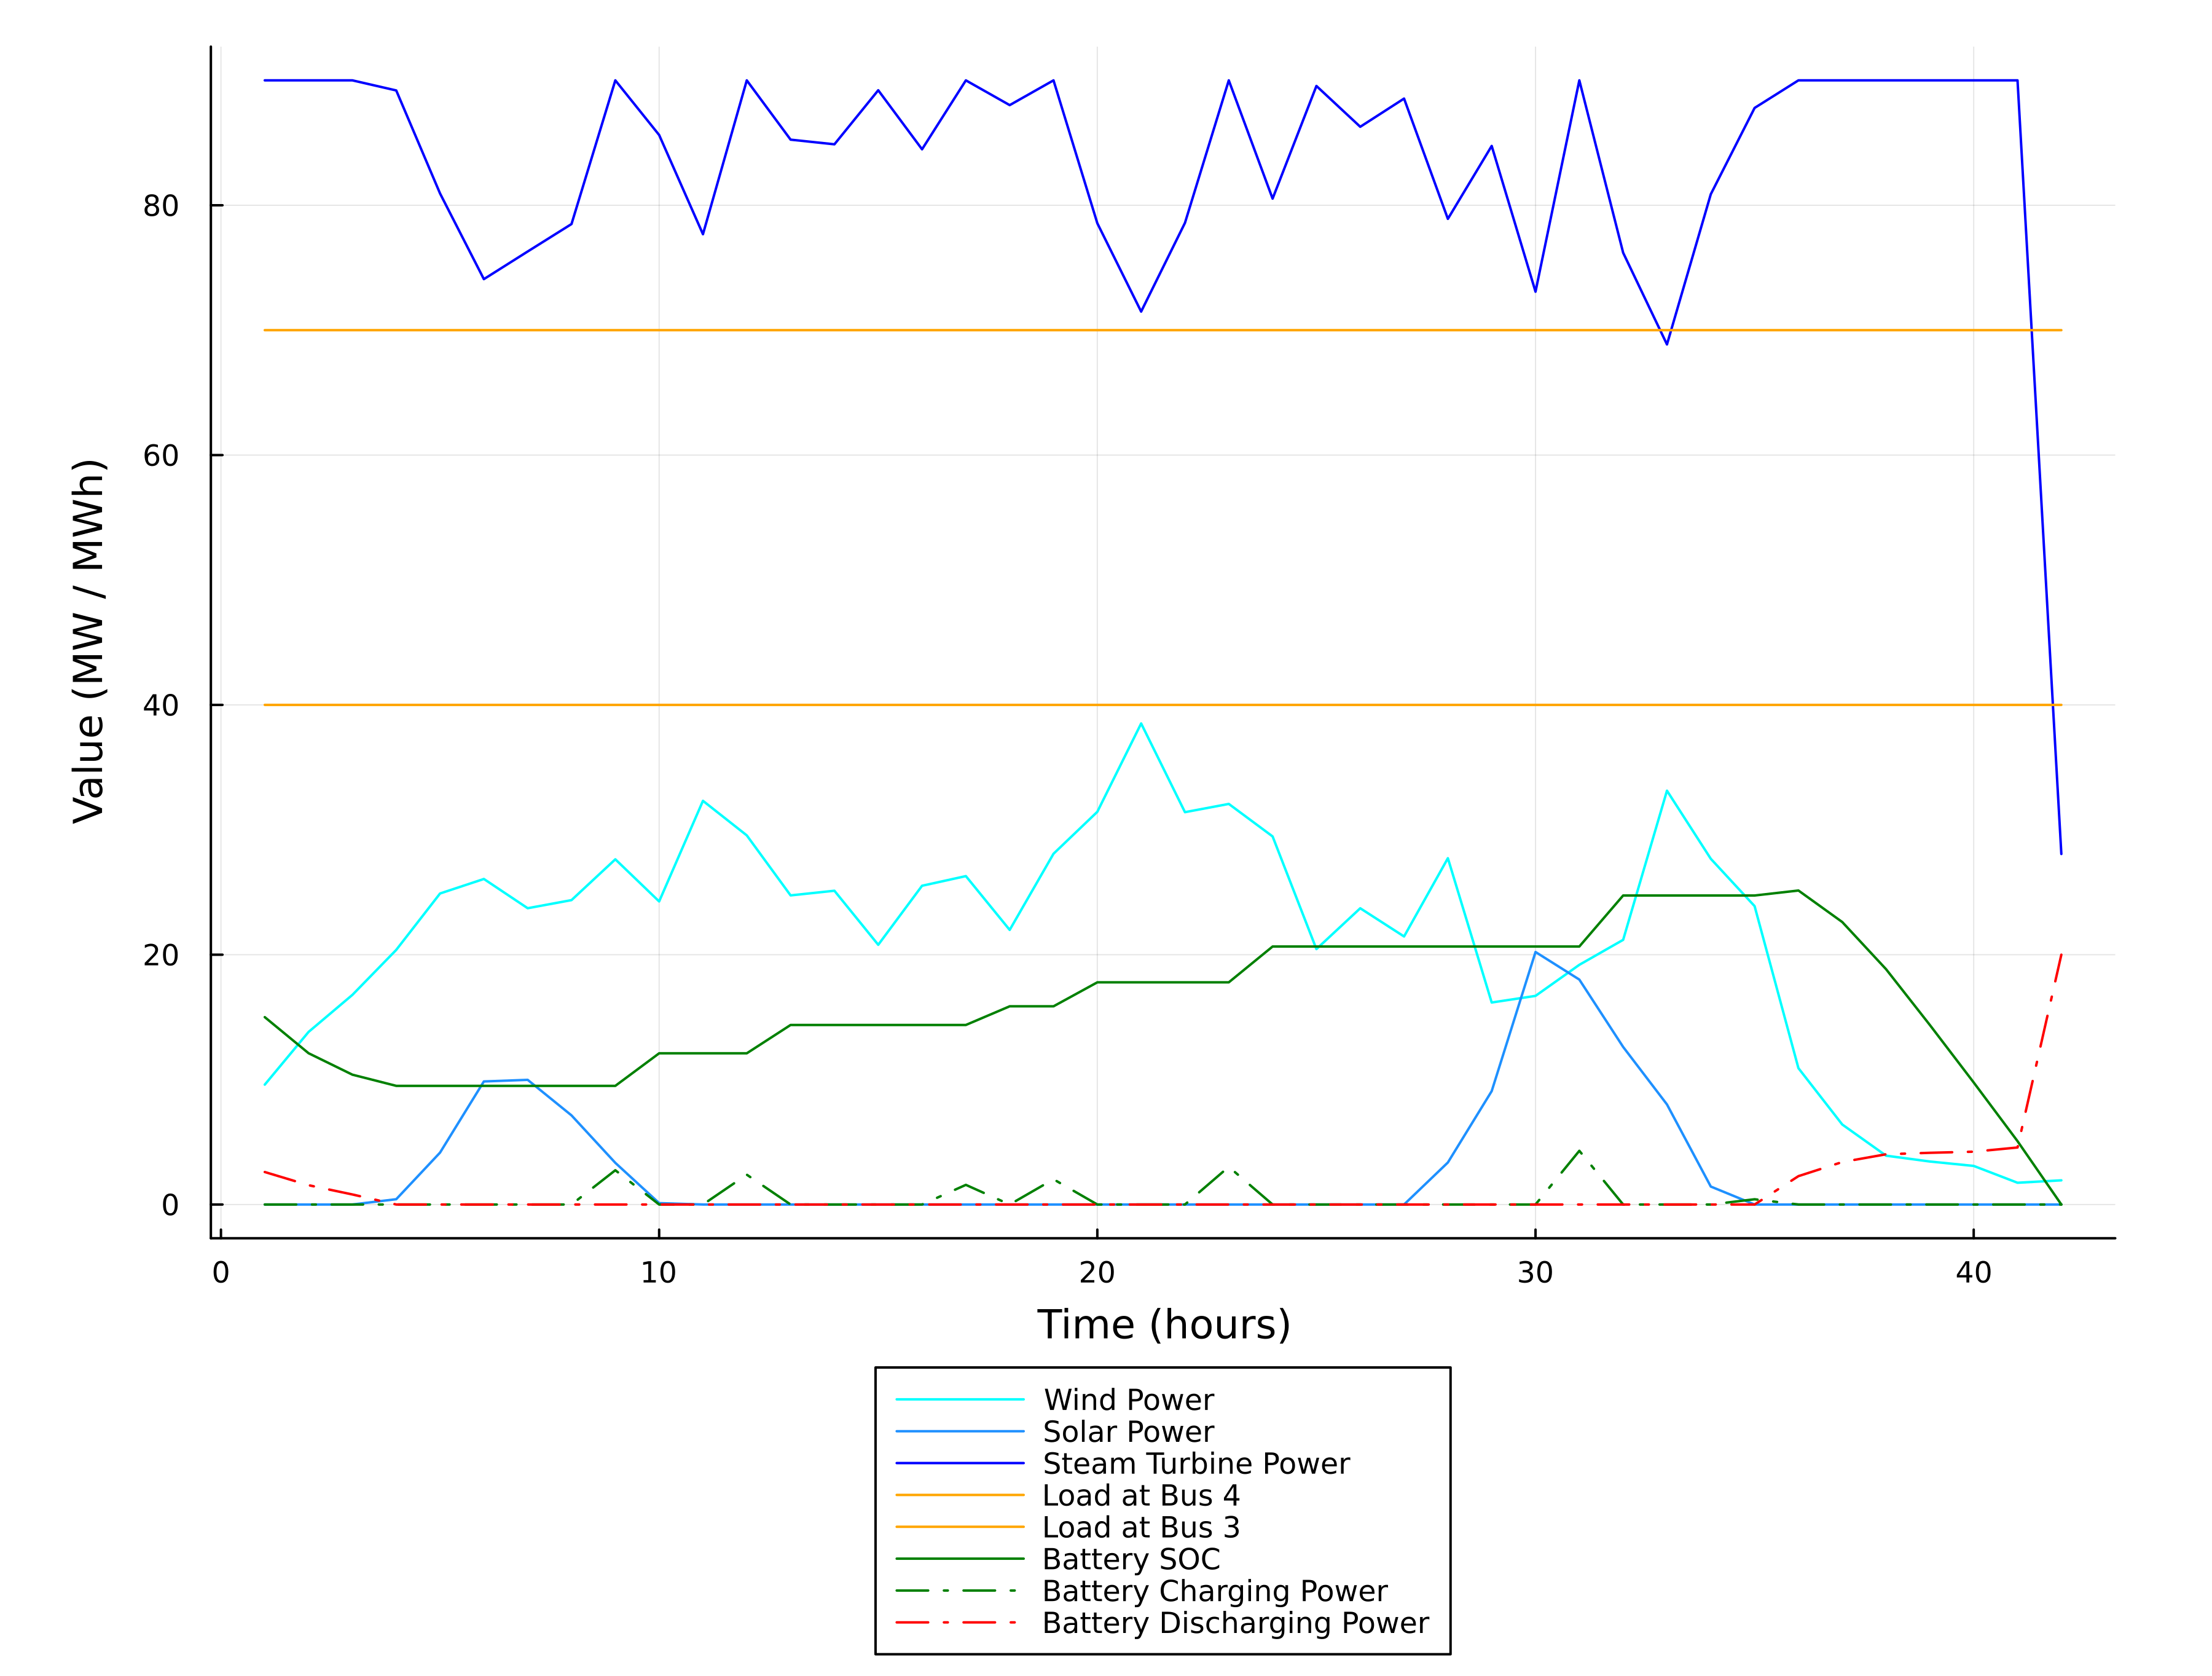 Value (MW / MWh)
80
60
40
20
0
0 10 20 30 40
Time (hours)
Wind Power
Solar Power
Steam Turbine Power
Load at Bus 4
Load at Bus 3
Battery SOC
Battery Charging Power
Battery Discharging Power